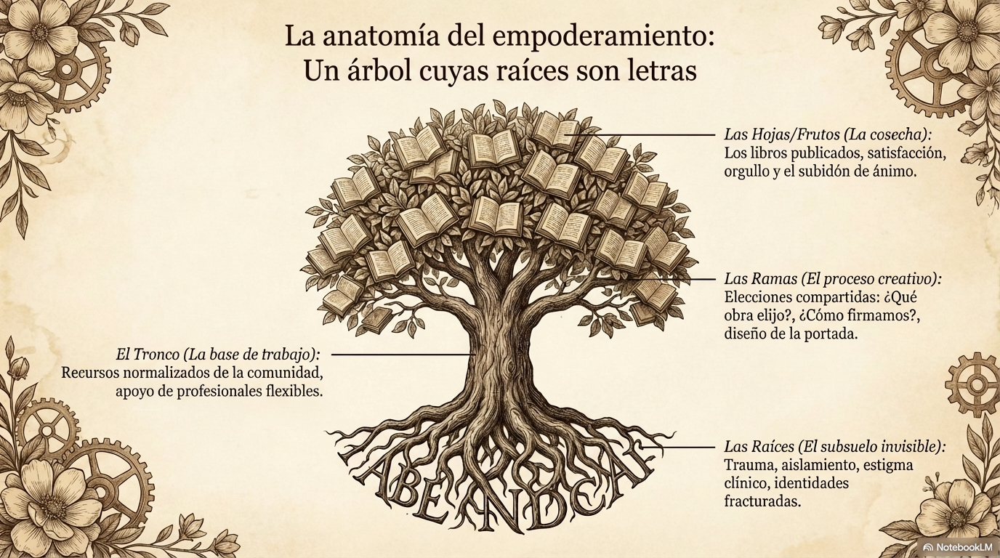 La anatomía del empoderamiento:
Un árbol cuyas raíces son letras
Las Hojas/Frutos (La cosecha):
Los libros publicados, satisfacción,
orgullo y el subidón de ánimo.
Las Ramas (El proceso creativo):
Elecciones compartidas: ¿Qué
obra elijo?, ¿Cómo firmamos?,
diseño de la portada.
El Tronco (La base de trabajo):
Recursos normalizados de la comunidad,
apoyo de profesionales flexibles.
Las Raíces (El subsuelo invisible):
Trauma, aislamiento, estigma
clínico, identidades
fracturadas.
NotebookLM